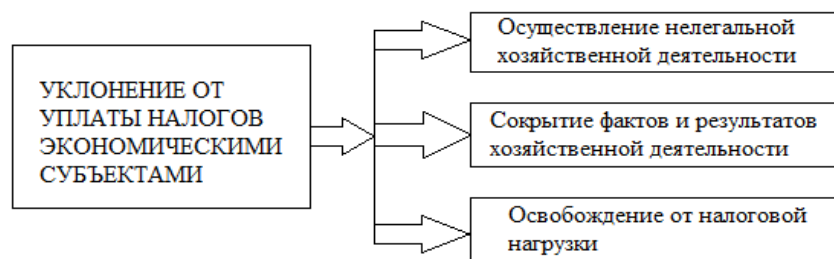 УКЛОНЕНИЕ ОТ
УПЛАТЫ НАЛОГОВ
ЭКОНОМИЧЕСКИМИ
СУБЪЕКТАМИ
Осуществление нелегальной
хозяйственной деятельности
Сокрытие фактов и результатов
хозяйственной деятельности
Освобождение от налоговой
нагрузки